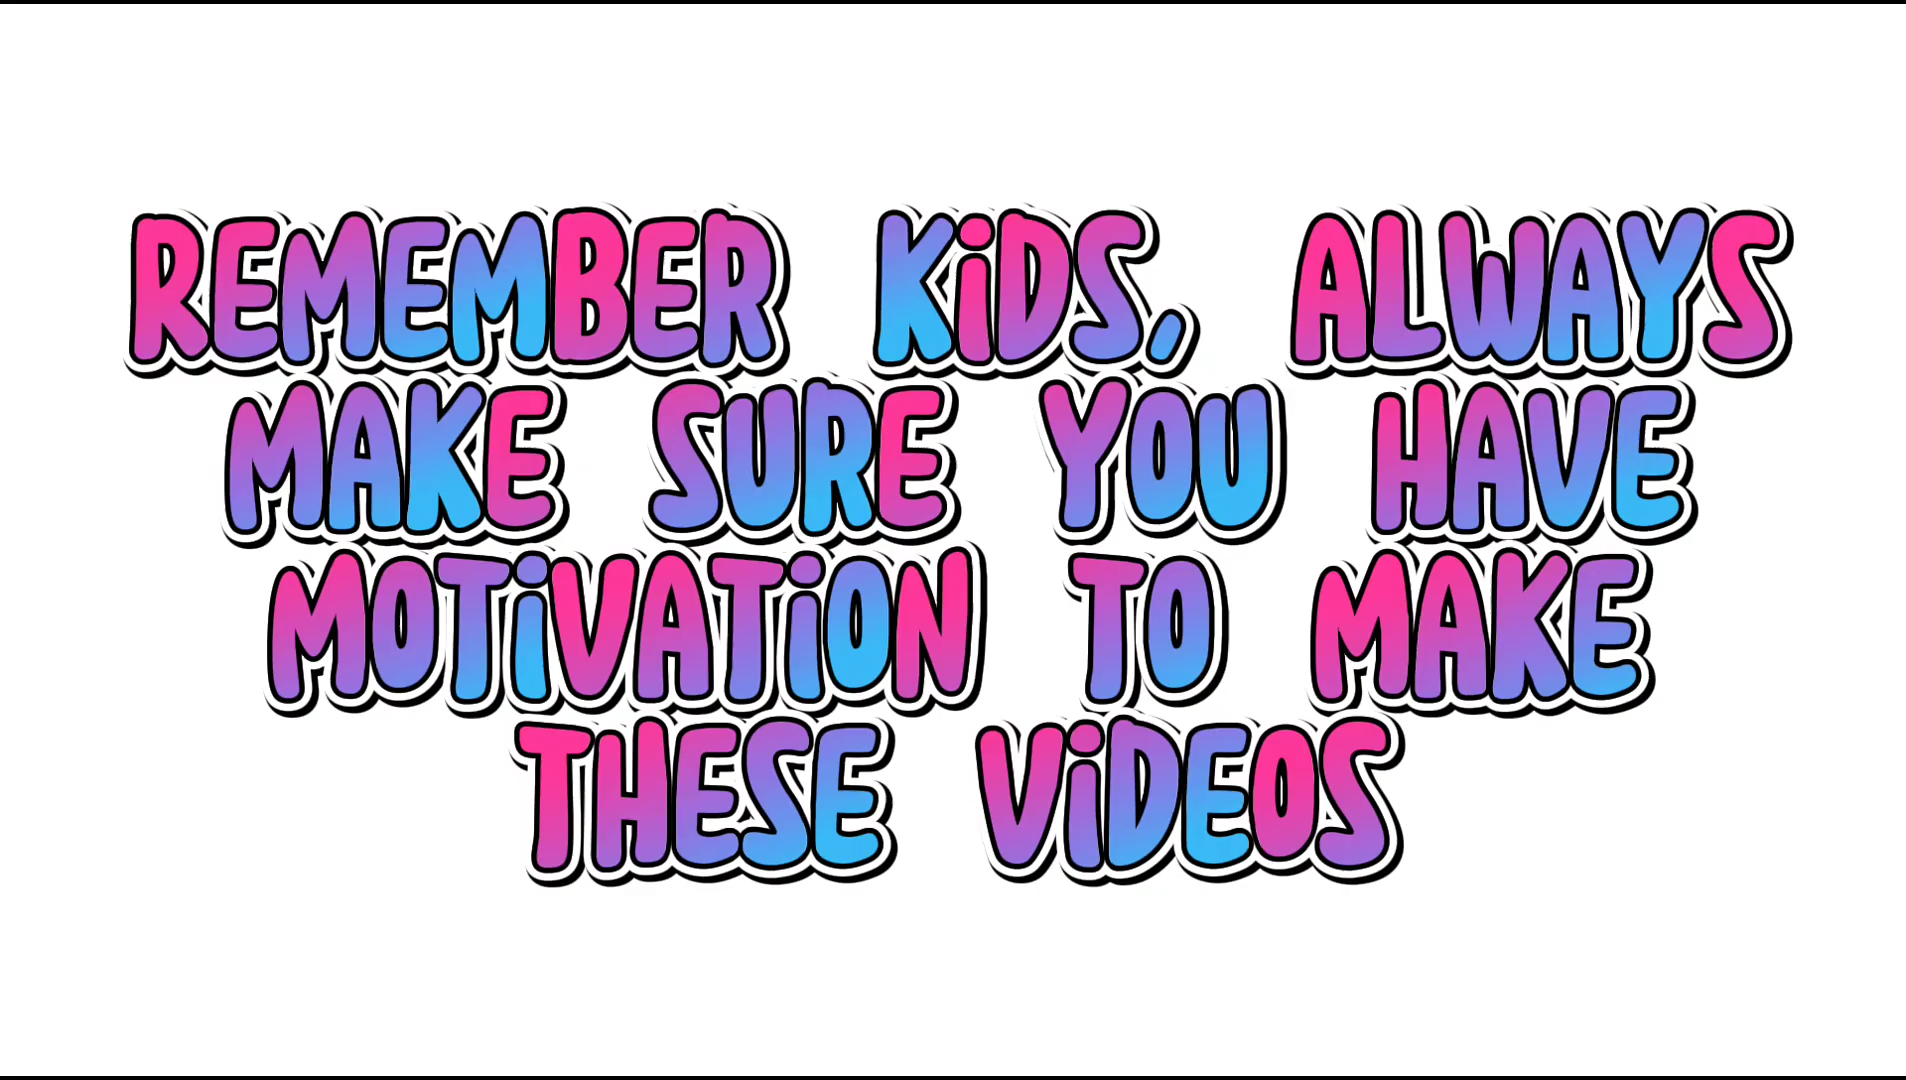 REMEMBER KiDS, ALWAYS
MAKE SURE YOU HAVE
MOTiVATiON TO MAKE
THESE ViDEOS